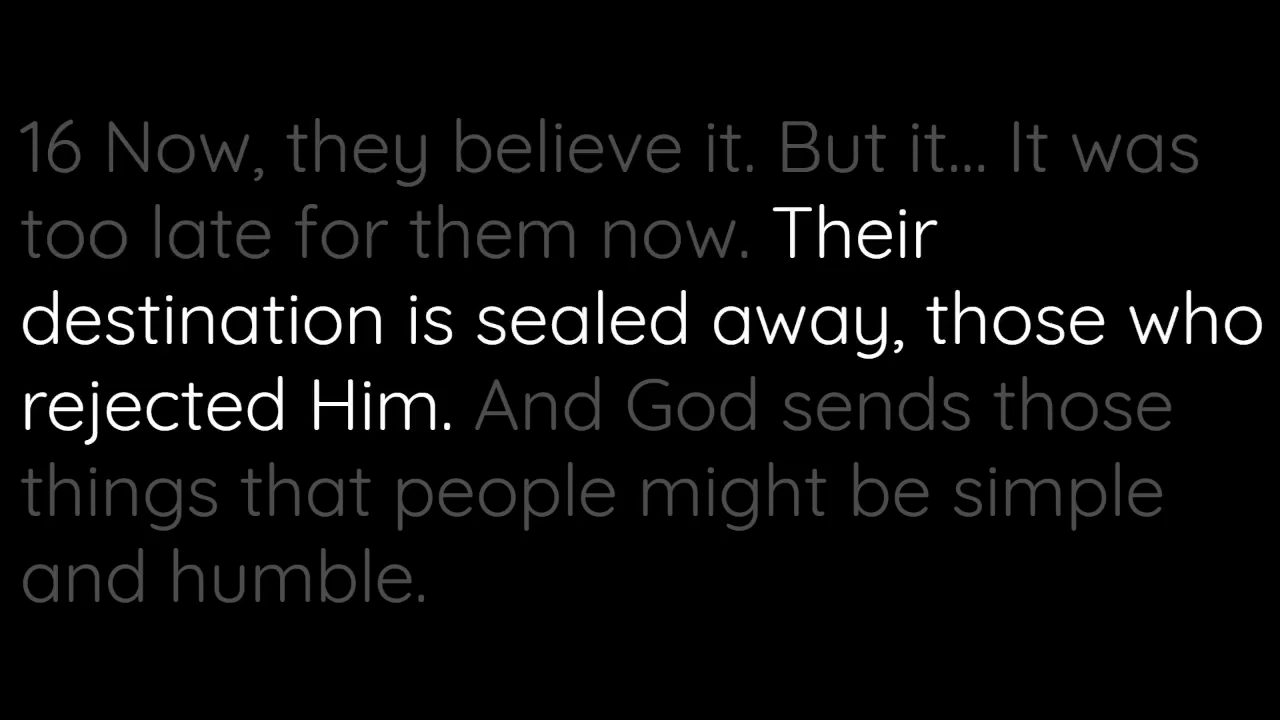 16 Now, they believe it. But it... It was
too late for them now. Their
destination is sealed away, those who
rejected Him. And God sends those
things that people might be simple
and humble.